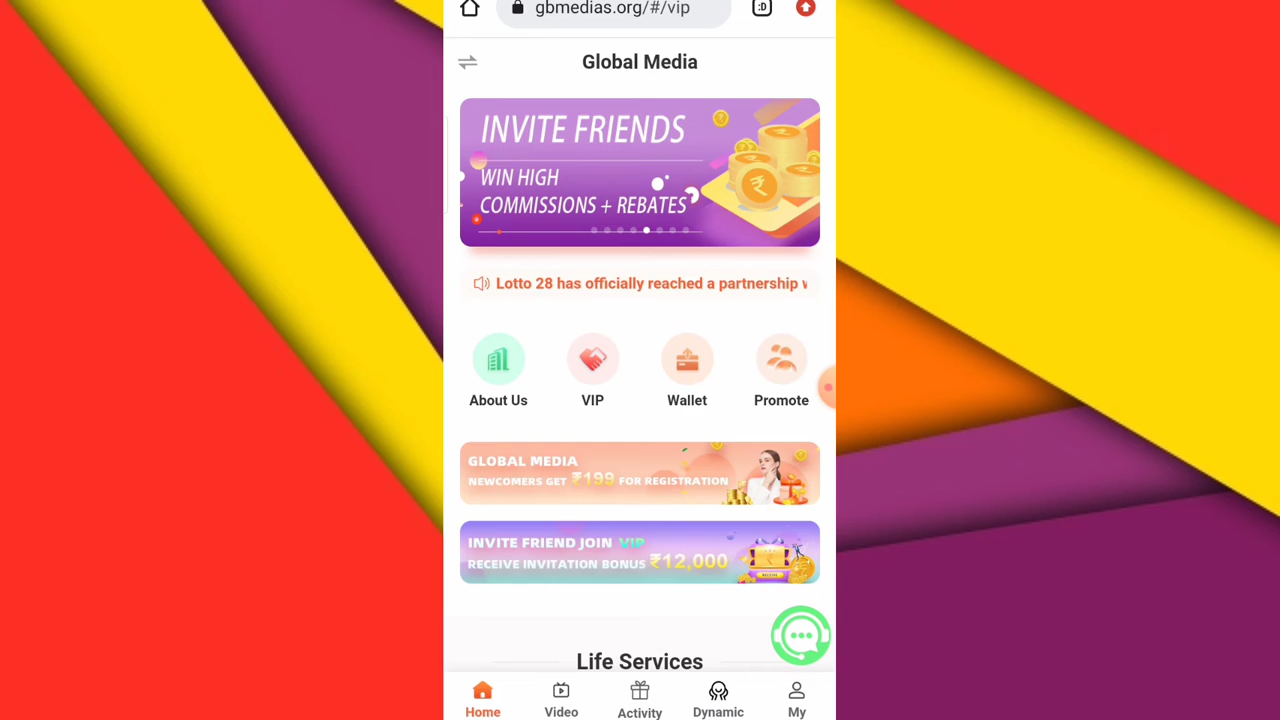 gbmedias.org/#/vip
:D
Global Media
INVITE FRIENDS
WIN HIGH
COMMISSIONS + REBATES
Lotto 28 has officially reached a partnership
About Us
VIP
Wallet
Promote
GLOBAL MEDIA
NEWCOMERS GET ₹199 FOR REGISTRATION
INVITE FRIEND JOIN VIP
RECEIVE INVITATION BONUS ₹12,000
RECEIVE
Life Services
Home
Video
Activity
Dynamic
My